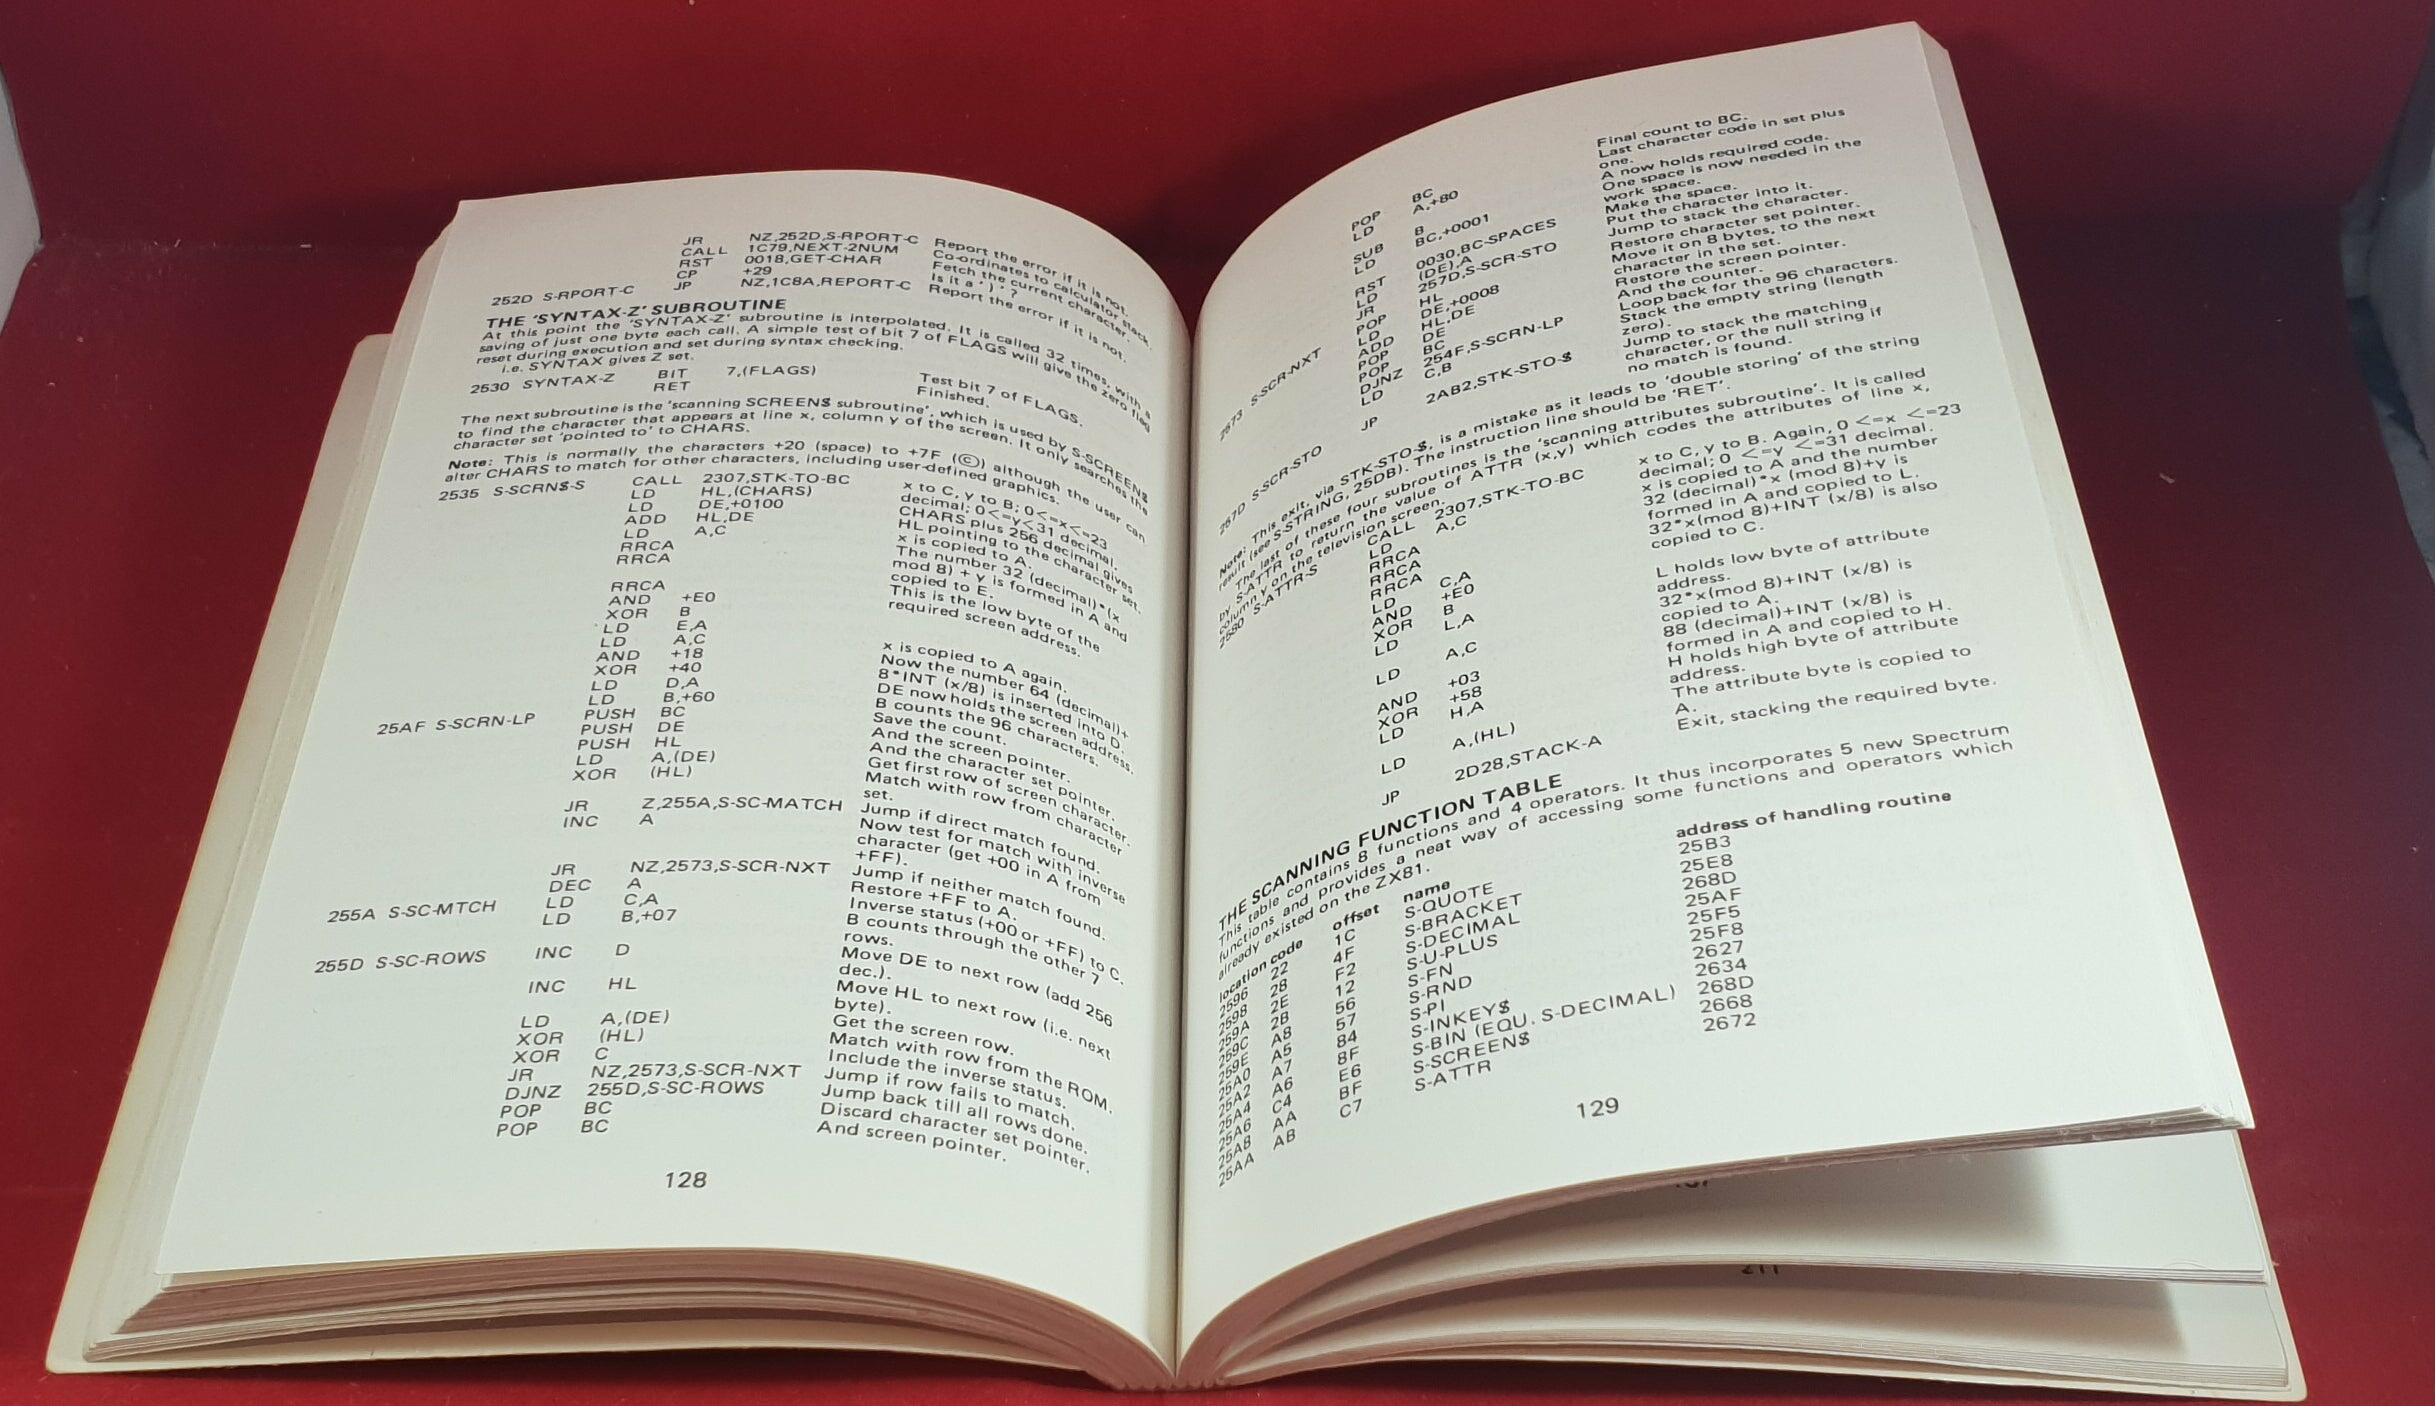 JR NZ,252D,S-RPORT-C Report the error if it is not.
CALL 1C79,NEXT-2NUM Co-ordinates to calculator stack.
RST 0018,GET-CHAR Fetch the current character.
CP +29 Is it a ' ) ' ?
252D S-RPORT-C JP NZ,1C8A,REPORT-C Report the error if it is not.
THE 'SYNTAX-Z' SUBROUTINE
At this point the 'SYNTAX-Z' subroutine is interpolated. It is called 32 times, with a
saving of just one byte each call. A simple test of bit 7 of FLAGS will give the zero flag
reset during execution and set during syntax checking.
i.e. SYNTAX gives Z set.
2530 SYNTAX-Z BIT 7,(FLAGS) Test bit 7 of FLAGS.
RET Finished.
The next subroutine is the 'scanning SCREEN$ subroutine', which is used by S-SCREEN$
to find the character that appears at line x, column y of the screen. It only searches the
character set 'pointed to' to CHARS.
Note: This is normally the characters +20 (space) to +7F (©) although the user can
alter CHARS to match for other characters, including user-defined graphics.
2535 S-SCRN$-S CALL 2307,STK-TO-BC x to C, y to B; 0<=x<=23
decimal; 0<=y<31 decimal.
LD HL,(CHARS) CHARS plus 256 decimal gives
LD DE,+0100 HL pointing to the character set.
ADD HL,DE
LD A,C x is copied to A.
RRCA The number 32 (decimal)*(x
RRCA mod 8) + y is formed in A and
RRCA copied to E.
AND +E0 This is the low byte of the
XOR B required screen address.
LD E,A
LD A,C x is copied to A again.
AND +18 Now the number 64 (decimal)+
XOR +40 8*INT (x/8) is inserted into D.
LD D,A DE now holds the screen address.
LD B,+60 B counts the 96 characters.
25AF S-SCRN-LP PUSH BC Save the count.
PUSH DE And the screen pointer.
PUSH HL And the character set pointer.
LD A,(DE) Get first row of screen character.
XOR (HL) Match with row from character
set.
JR Z,255A,S-SC-MATCH Jump if direct match found.
INC A Now test for match with inverse
character (get +00 in A from
+FF).
JR NZ,2573,S-SCR-NXT Jump if neither match found.
DEC A Restore +FF to A.
255A S-SC-MTCH LD C,A Inverse status (+00 or +FF) to C.
LD B,+07 B counts through the other 7
rows.
255D S-SC-ROWS INC D Move DE to next row (add 256
dec.).
INC HL Move HL to next row (i.e. next
byte).
LD A,(DE) Get the screen row.
XOR (HL) Match with row from the ROM.
XOR C Include the inverse status.
JR NZ,2573,S-SCR-NXT Jump if row fails to match.
DJNZ 255D,S-SC-ROWS Jump back till all rows done.
POP BC Discard character set pointer.
POP BC And screen pointer.
128
POP BC Final count to BC.
LD A,+80 Last character code in set plus
one.
SUB B A now holds required code.
LD BC,+0001 One space is now needed in the
work space.
RST 0030,BC-SPACES Make the space.
LD (DE),A Put the character into it.
JR 257D,S-SCR-STO Jump to stack the character.
2573 S-SCR-NXT POP HL Restore character set pointer.
LD DE,+0008 Move it on 8 bytes, to the next
ADD HL,DE character in the set.
POP DE Restore the screen pointer.
POP BC And the counter.
DJNZ 254F,S-SCRN-LP Loop back for the 96 characters.
LD C,B Stack the empty string (length
zero).
257D S-SCR-STO JP 2AB2,STK-STO-$ Jump to stack the matching
character, or the null string if
no match is found.
Note: This exit, via STK-STO-$, is a mistake as it leads to 'double storing' of the string
result (see S-STRING, 25DB). The instruction line should be 'RET'.
The last of these four subroutines is the 'scanning attributes subroutine'. It is called
by S-ATTR to return the value of ATTR (x,y) which codes the attributes of line x,
column y on the television screen.
2580 S-ATTR-S CALL 2307,STK-TO-BC x to C, y to B. Again, 0 <=x <=23
decimal; 0 <=y <=31 decimal.
LD A,C x is copied to A and the number
RRCA 32 (decimal)*x (mod 8)+y is
RRCA formed in A and copied to L.
RRCA 32*x(mod 8)+INT (x/8) is also
LD C,A copied to C.
AND +E0
XOR B
LD L,A L holds low byte of attribute
address.
LD A,C 32*x(mod 8)+INT (x/8) is
copied to A.
AND +03 88 (decimal)+INT (x/8) is
XOR +58 formed in A and copied to H.
LD H,A H holds high byte of attribute
address.
LD A,(HL) The attribute byte is copied to
A.
JP 2D28,STACK-A Exit, stacking the required byte.
THE SCANNING FUNCTION TABLE
This table contains 8 functions and 4 operators. It thus incorporates 5 new Spectrum
functions and provides a neat way of accessing some functions and operators which
already existed on the ZX81.
location code offset name address of handling routine
2596 22 1C S-QUOTE 25B3
2598 28 4F S-BRACKET 25E8
259A 2E F2 S-DECIMAL 268D
259C 2B 12 S-U-PLUS 25AF
259E A8 56 S-FN 25F5
25A0 A5 57 S-RND 25F8
25A2 A7 84 S-PI 2627
25A4 A6 8F S-INKEY$ 2634
25A6 C4 E6 S-BIN (EQU. S-DECIMAL) 268D
25A8 AA BF S-SCREEN$ 2668
25AA AB C7 S-ATTR 2672
129
211